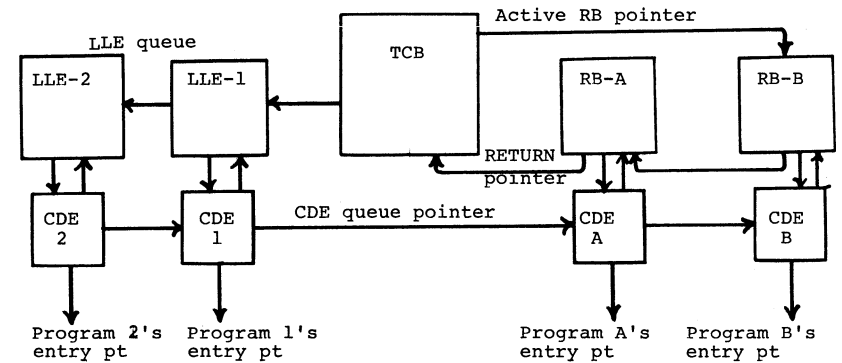 Active RB pointer
LLE queue
TCB
LLE-2
LLE-1
RB-A
RB-B
RETURN
pointer
CDE
2
CDE
1
CDE queue pointer
CDE
A
CDE
B
Program 2's
entry pt
Program 1's
entry pt
Program A's
entry pt
Program B's
entry pt